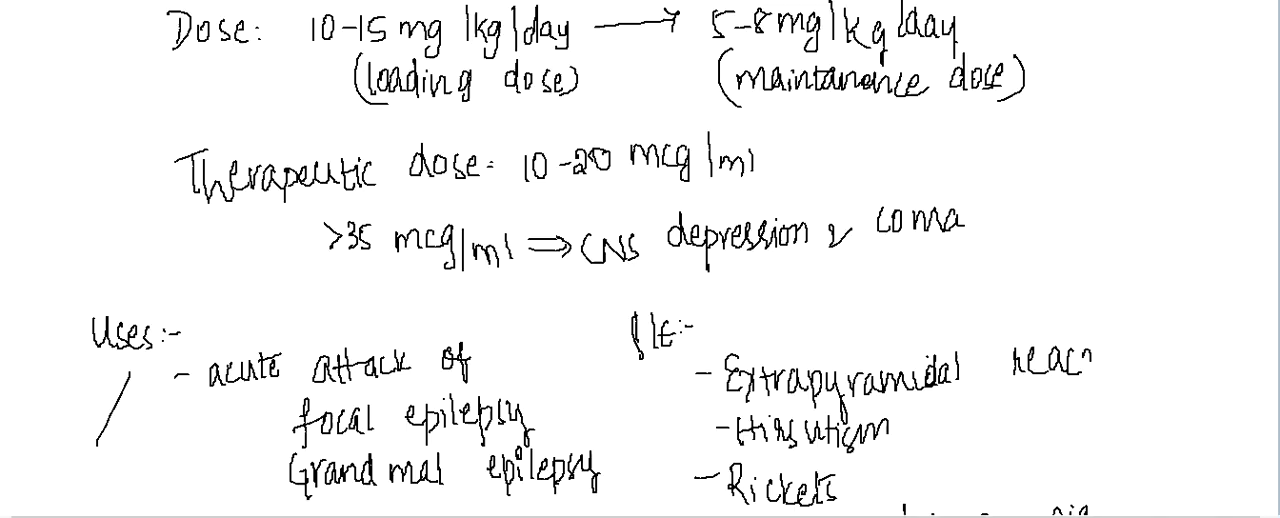 Dose: 10-15 mg/kg/day → 5-8 mg/kg/day
(loading dose) (maintanance dose)
Therapeutic dose- 10-20 mcg/ml
>35 mcg/ml ⇒ CNS depression & coma
Uses:-
- acute attack of
focal epilepsy
Grand mal epilepsy
S/E:-
- Extrapyramidal reacn
- Hirsutism
- Rickets